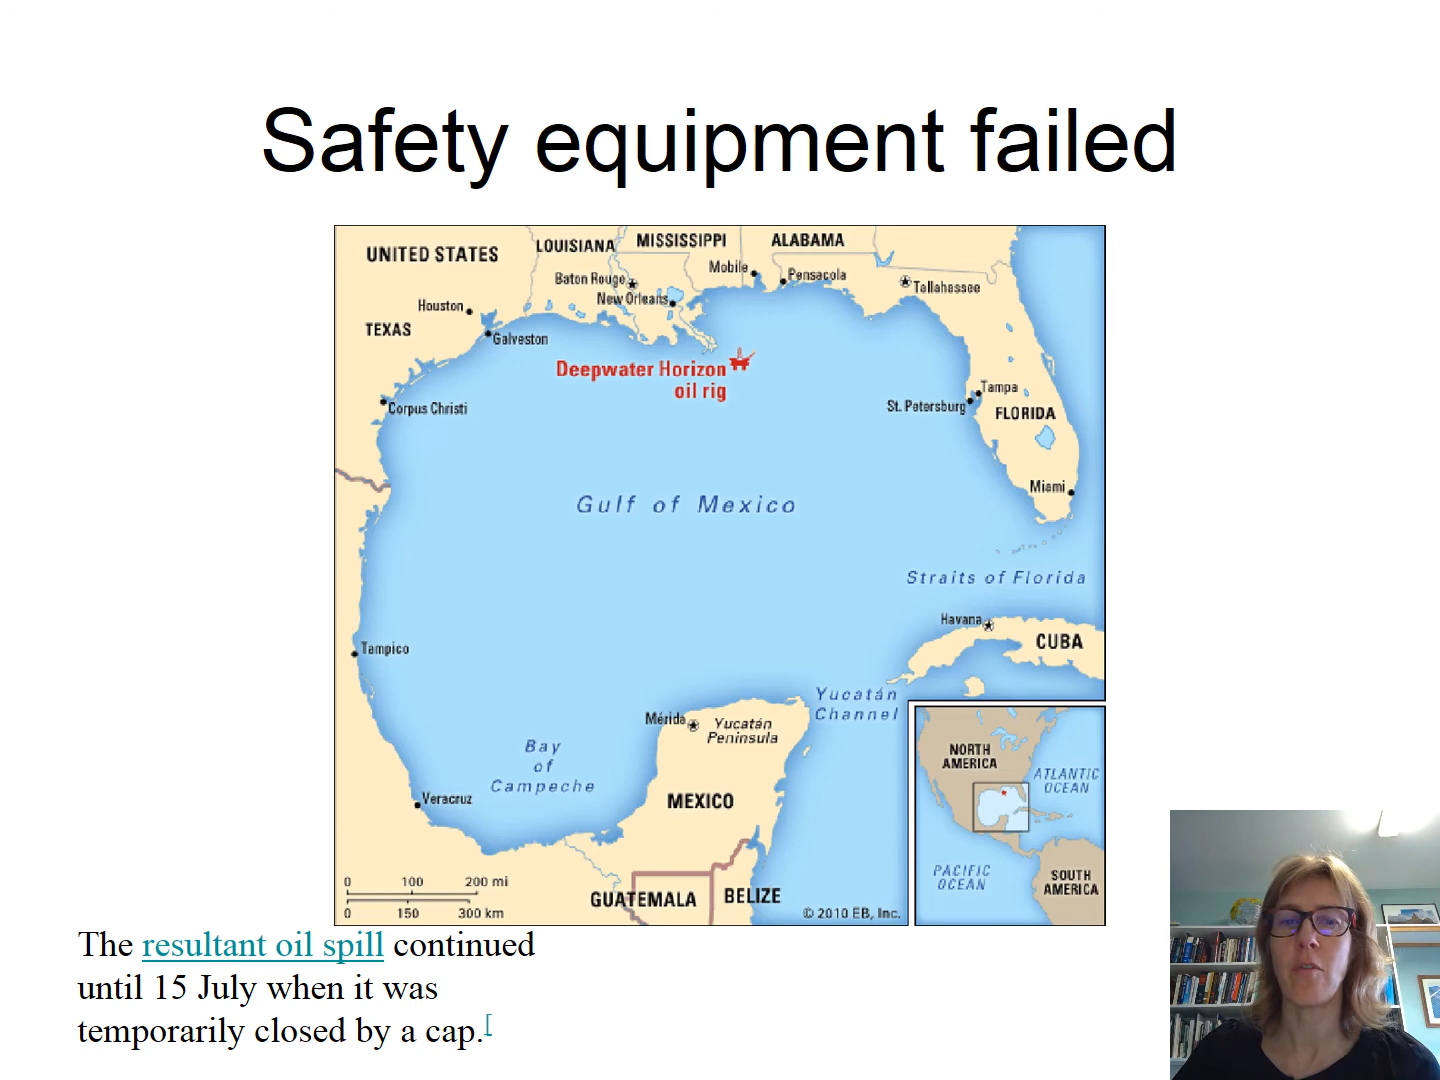 Safety equipment failed
UNITED STATES
LOUISIANA
MISSISSIPPI
ALABAMA
Baton Rouge
Mobile
Pensacola
Tallahassee
New Orleans
Houston
TEXAS
Galveston
Deepwater Horizon
oil rig
Corpus Christi
Tampa
St. Petersburg
FLORIDA
Miami
Gulf of Mexico
Straits of Florida
Havana
CUBA
Tampico
Yucatán
Channel
Mérida
Yucatán
Peninsula
Bay
of
Campeche
MEXICO
Veracruz
NORTH
AMERICA
ATLANTIC
OCEAN
PACIFIC
OCEAN
SOUTH
AMERICA
0 100 200 mi
0 150 300 km
GUATEMALA
BELIZE
© 2010 EB, Inc.
The resultant oil spill continued
until 15 July when it was
temporarily closed by a cap.[